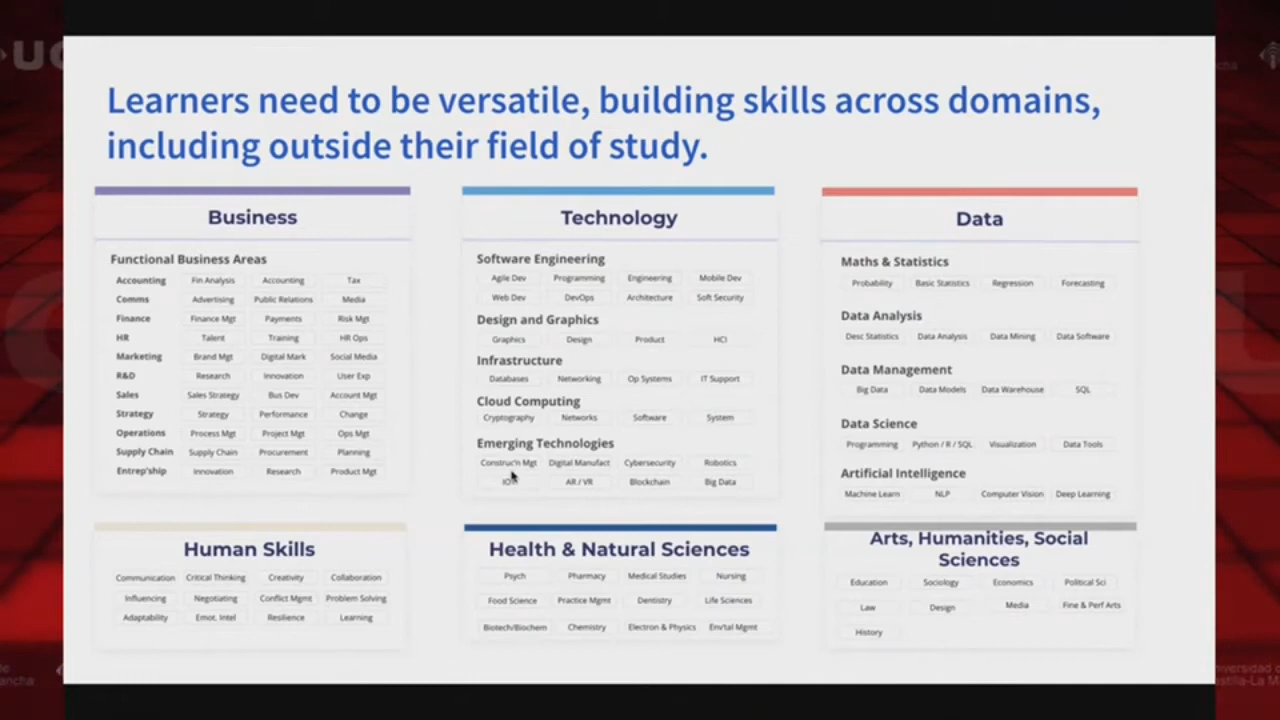 Learners need to be versatile, building skills across domains,
including outside their field of study.
Business
Functional Business Areas
Accounting Fin Analysis Accounting Tax
Comms Advertising Public Relations Media
Finance Finance Mgt Payments Risk Mgt
HR Talent Training HR Ops
Marketing Brand Mgt Digital Mark Social Media
R&D Research Innovation User Exp
Sales Sales Strategy Bus Dev Account Mgt
Strategy Strategy Performance Change
Operations Process Mgt Project Mgt Ops Mgt
Supply Chain Supply Chain Procurement Planning
Entrep'ship Innovation Research Product Mgt
Technology
Software Engineering
Agile Dev Programming Engineering Mobile Dev
Web Dev DevOps Architecture Soft Security
Design and Graphics
Graphics Design Product HCI
Infrastructure
Databases Networking Op Systems IT Support
Cloud Computing
Cryptography Networks Software System
Emerging Technologies
Construc'n Mgt Digital Manufact Cybersecurity Robotics
AR / VR Blockchain Big Data
Data
Maths & Statistics
Probability Basic Statistics Regression Forecasting
Data Analysis
Desc Statistics Data Analysis Data Mining Data Software
Data Management
Big Data Data Models Data Warehouse SQL
Data Science
Programming Python / R / SQL Visualization Data Tools
Artificial Intelligence
Machine Learn NLP Computer Vision Deep Learning
Human Skills
Communication Critical Thinking Creativity Collaboration
Influencing Negotiating Conflict Mgmt Problem Solving
Adaptability Emot. Intel Resilience Learning
Health & Natural Sciences
Psych Pharmacy Medical Studies Nursing
Food Science Practice Mgmt Dentistry Life Sciences
Biotech/Biochem Chemistry Electron & Physics Env'tal Mgmt
Arts, Humanities, Social
Sciences
Education Sociology Economics Political Sci
Law Design Media Fine & Perf Arts
History